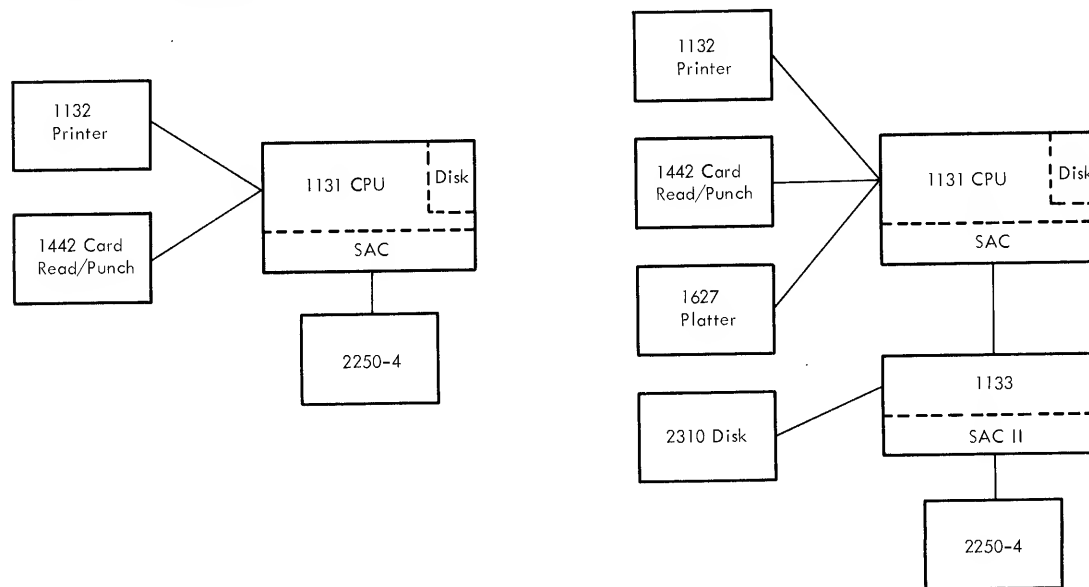 1132
Printer
1442 Card
Read/Punch
1131 CPU
Disk
SAC
2250-4
1132
Printer
1442 Card
Read/Punch
1627
Platter
2310 Disk
1131 CPU
Disk
SAC
1133
SAC II
2250-4